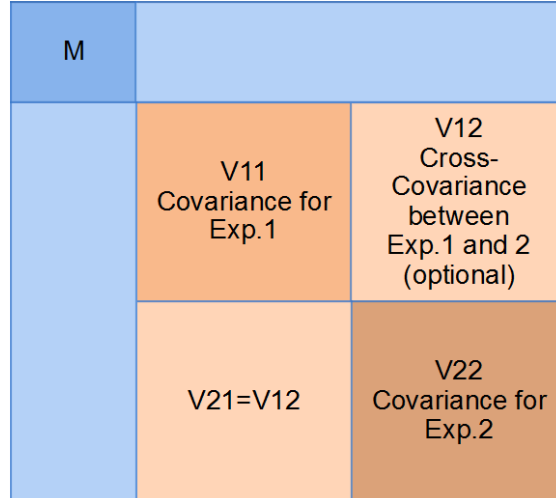 M
V11
Covariance for
Exp.1
V12
Cross-
Covariance
between
Exp.1 and 2
(optional)
V21=V12
V22
Covariance for
Exp.2